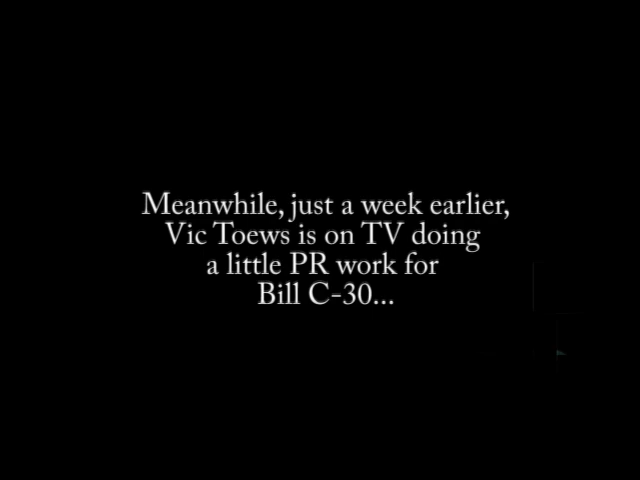 Meanwhile, just a week earlier,
Vic Toews is on TV doing
a little PR work for
Bill C-30...